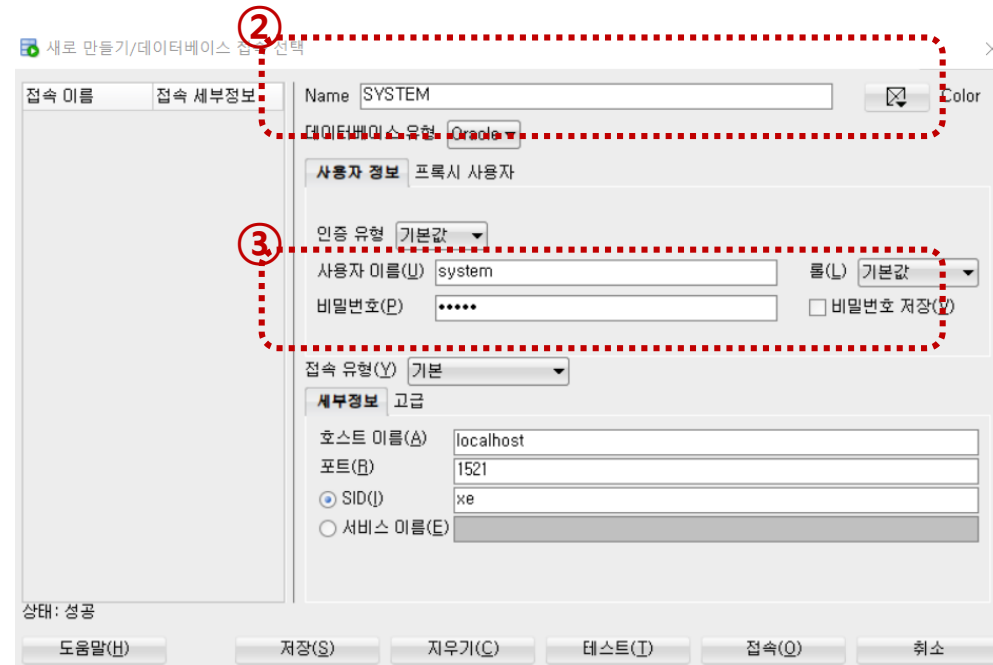 ②
새로 만들기/데이터베이스 접속 선택
접속 이름 접속 세부정보
Name SYSTEM Color
데이터베이스 유형 Oracle
사용자 정보 프록시 사용자
인증 유형 기본값
③
사용자 이름(U) system 롤(L) 기본값
비밀번호(P) ••••• 비밀번호 저장(V)
접속 유형(Y) 기본
세부정보 고급
호스트 이름(A) localhost
포트(R) 1521
SID(I) xe
서비스 이름(E)
상태: 성공
도움말(H) 저장(S) 지우기(C) 테스트(T) 접속(O) 취소